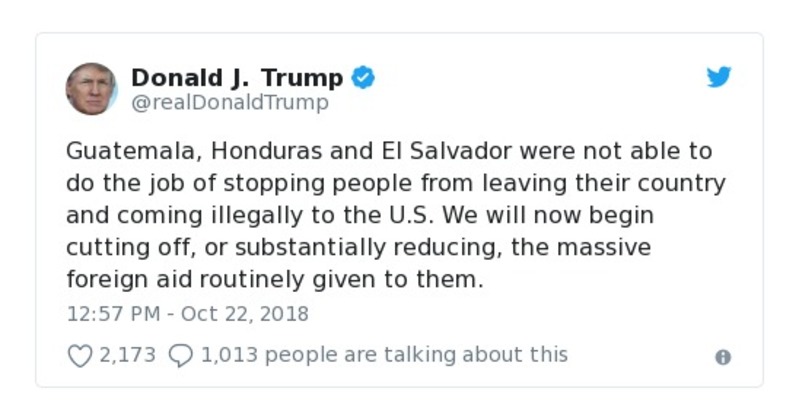 Donald J. Trump
@realDonaldTrump
Guatemala, Honduras and El Salvador were not able to
do the job of stopping people from leaving their country
and coming illegally to the U.S. We will now begin
cutting off, or substantially reducing, the massive
foreign aid routinely given to them.
12:57 PM - Oct 22, 2018
2,173 1,013 people are talking about this